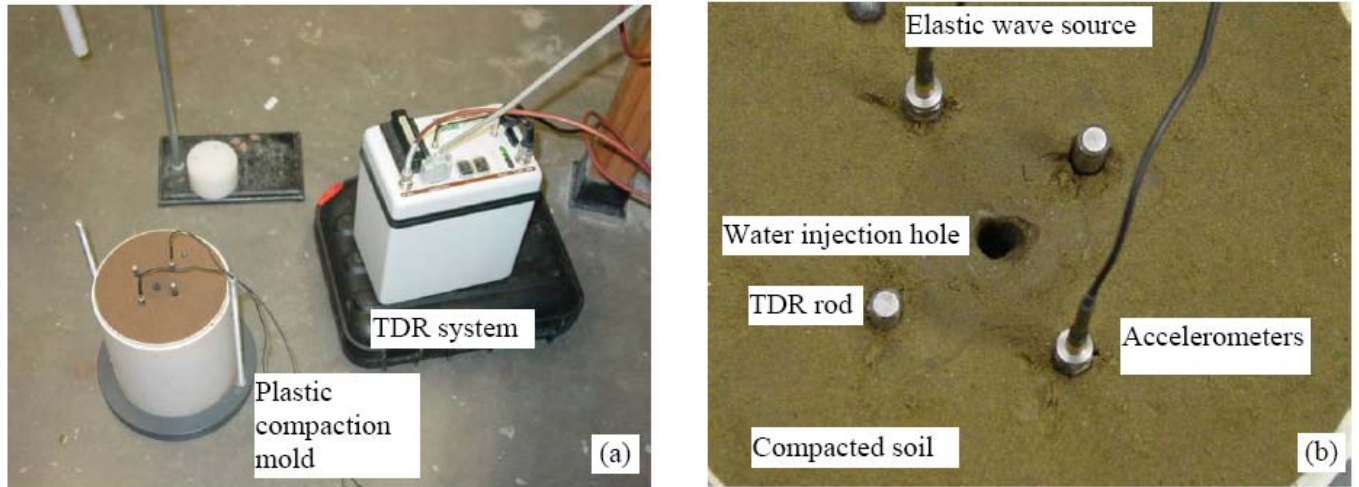 TDR system
Plastic
compaction
mold
(a)
Elastic wave source
Water injection hole
TDR rod
Accelerometers
Compacted soil
(b)